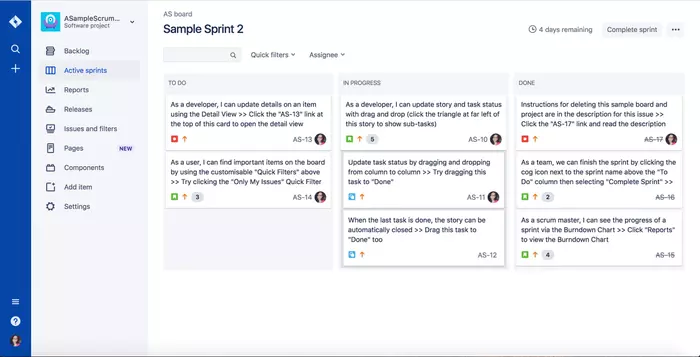 ASampleScrum...
Software project
Backlog
Active sprints
Reports
Releases
Issues and filters
Pages NEW
Components
Add item
Settings
AS board
Sample Sprint 2
4 days remaining
Complete sprint
Quick filters
Assignee
TO DO
As a developer, I can update details on an item
using the Detail View >> Click the "AS-13" link at
the top of this card to open the detail view
AS-13
As a user, I can find important items on the board
by using the customisable "Quick Filters" above
>> Try clicking the "Only My Issues" Quick Filter
3
AS-14
IN PROGRESS
As a developer, I can update story and task status
with drag and drop (click the triangle at far left of
this story to show sub-tasks)
5
AS-10
Update task status by dragging and dropping
from column to column >> Try dragging this
task to "Done"
AS-11
When the last task is done, the story can be
automatically closed >> Drag this task to
"Done" too
AS-12
DONE
Instructions for deleting this sample board and
project are in the description for this issue >>
Click the "AS-17" link and read the description
AS-17
As a team, we can finish the sprint by clicking the
cog icon next to the sprint name above the "To
Do" column then selecting "Complete Sprint" >>
2
AS-16
As a scrum master, I can see the progress of a
sprint via the Burndown Chart >> Click "Reports"
to view the Burndown Chart
4
AS-15